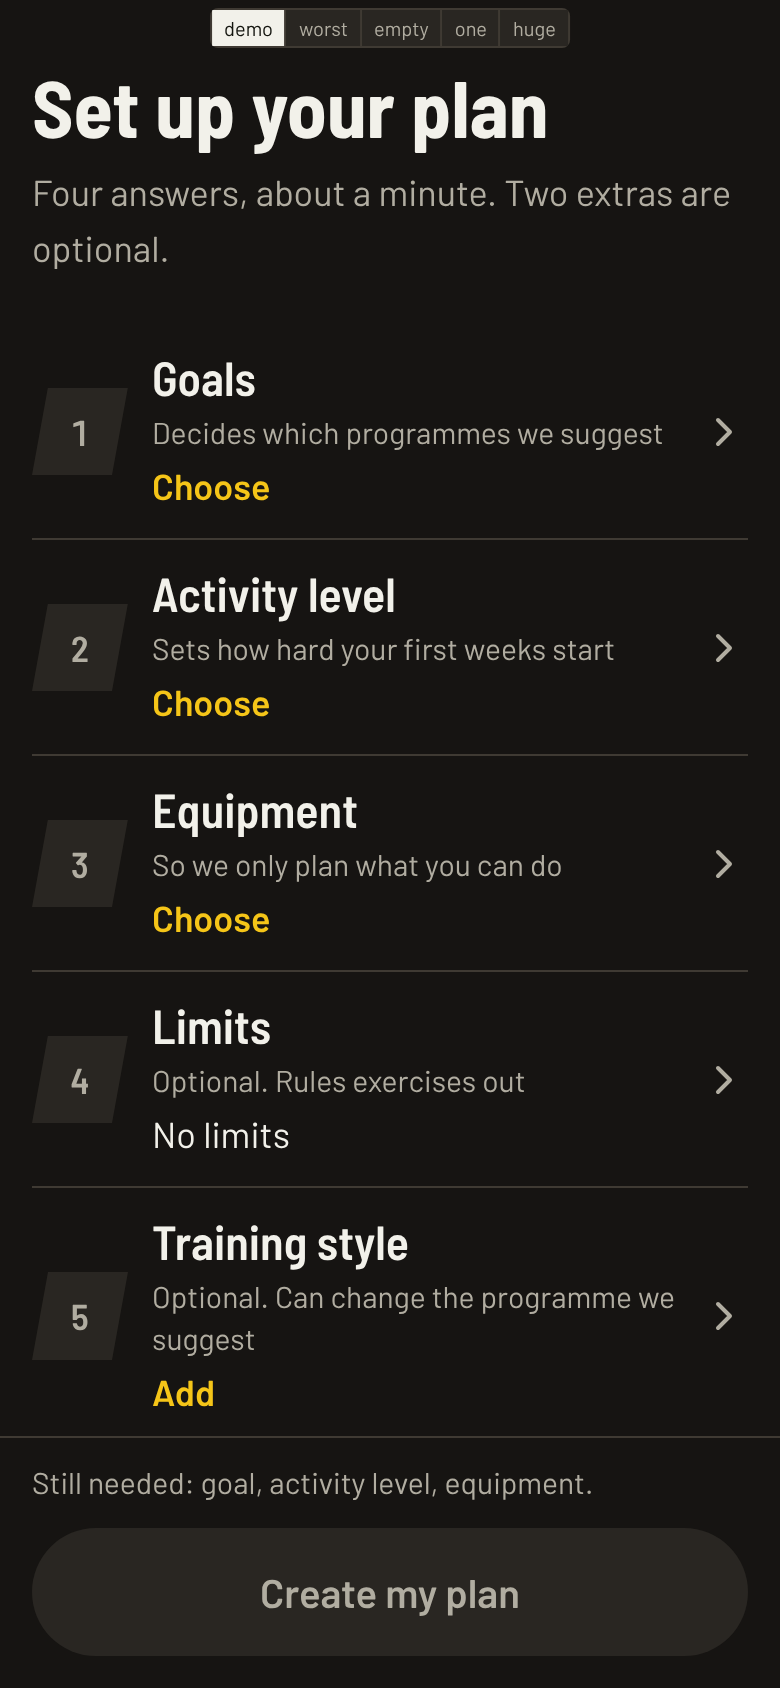 demo worst empty one huge
Set up your plan
Four answers, about a minute. Two extras are
optional.
1
Goals
Decides which programmes we suggest
Choose
2
Activity level
Sets how hard your first weeks start
Choose
3
Equipment
So we only plan what you can do
Choose
4
Limits
Optional. Rules exercises out
No limits
5
Training style
Optional. Can change the programme we
suggest
Add
Still needed: goal, activity level, equipment.
Create my plan